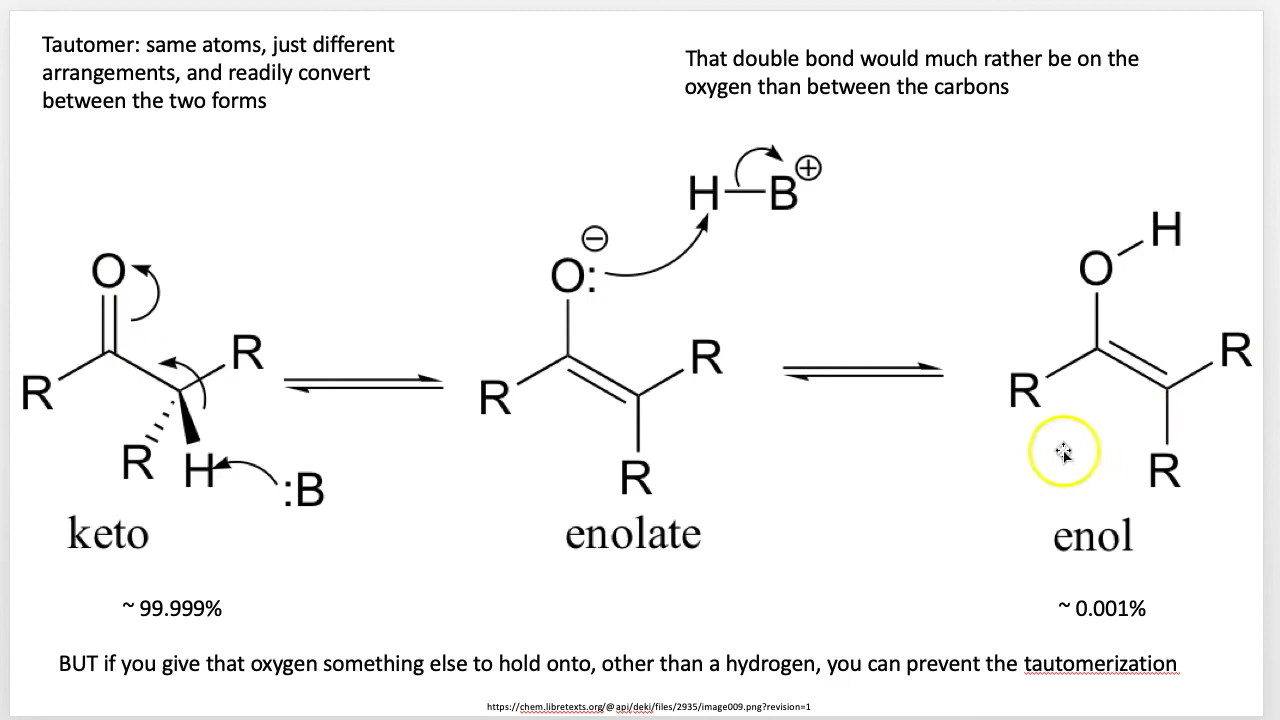 Tautomer: same atoms, just different
arrangements, and readily convert
between the two forms
That double bond would much rather be on the
oxygen than between the carbons
H—B⊕
⊖
O:
O
R
R
R
H
:B
R
R
R
O
H
R
R
R
keto
enolate
enol
~ 99.999%
~ 0.001%
BUT if you give that oxygen something else to hold onto, other than a hydrogen, you can prevent the tautomerization
https://chem.libretexts.org/@api/deki/files/2935/image009.png?revision=1